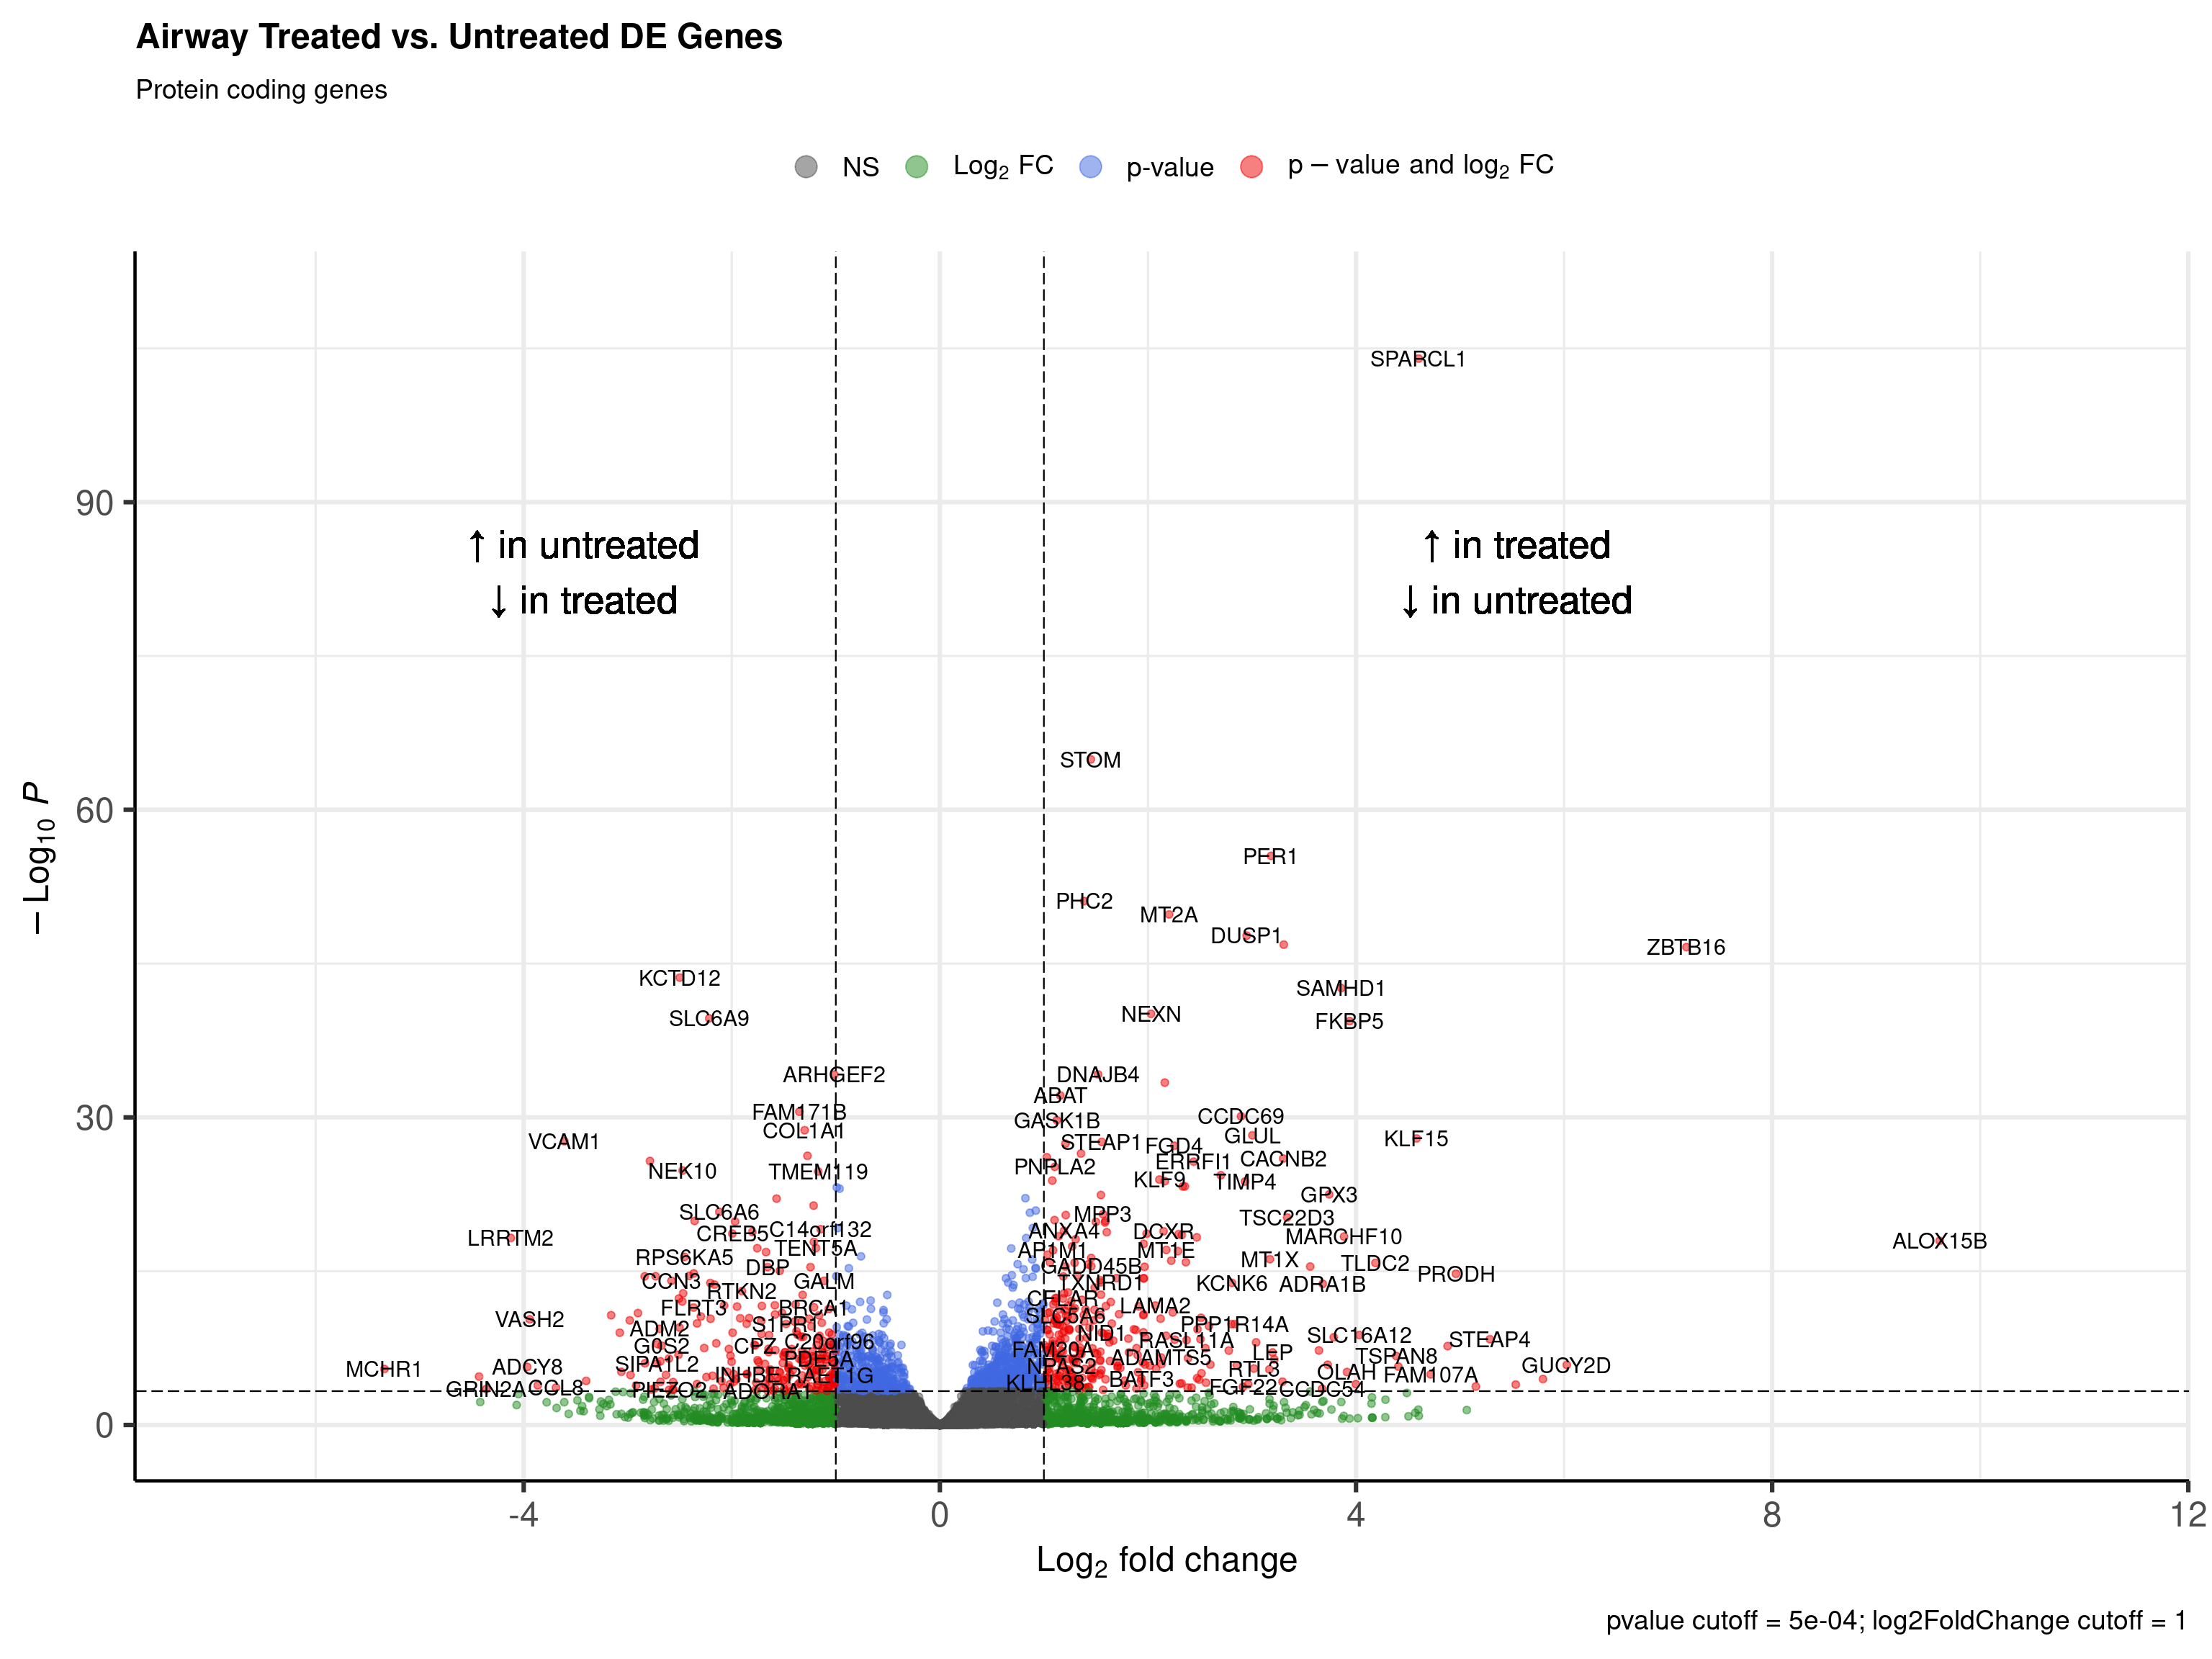 Airway Treated vs. Untreated DE Genes
Protein coding genes
NS Log₂ FC p-value p − value and log₂ FC
SPARCL1
90
↑ in untreated ↑ in treated
↓ in treated ↓ in untreated
STOM
60
PER1
PHC2
MT2A
DUSP1
ZBTB16
KCTD12
SAMHD1
NEXN
SLC6A9 FKBP5
ARHGEF2 DNAJB4
ABAT
30
FAM171B GASK1B CCDC69
COL1A1 GLUL
VCAM1 STEAP1 FGD4 KLF15
ERRFI1 CACNB2
NEK10 TMEM119 PNPLA2
KLF9 TIMP4
GPX3
SLC6A6 MPP3 TSC22D3
CREB5 C14orf132 ANXA4 DCXR MARCHF10
LRRTM2 ALOX15B
TENT5A AP1M1 MT1E
RPS6KA5 MT1X TLDC2
DBP GADD45B PRODH
CCN3 GALM TXNRD1 KCNK6 ADRA1B
RTKN2 CFLAR
FLRT3 BRCA1 LAMA2
VASH2 SLC5A6
ADM2 S1PR1 NID1 PPP1R14A SLC16A12
G0S2 CPZ C20orf96 RASL11A STEAP4
FAM20A LEP TSPAN8
MCHR1 ADCY8 SIPA1L2 PDE5A NPAS2 ADAMTS5 RTL3 GUCY2D
INHBE RAET1G OLAH FAM107A
GRIN2A CCL8 PIEZO2 ADORA1 KLHL38 BATF3 FGF22 CCDC54
0
-4 0 4 8 12
Log₂ fold change
− Log₁₀ P
pvalue cutoff = 5e-04; log2FoldChange cutoff = 1